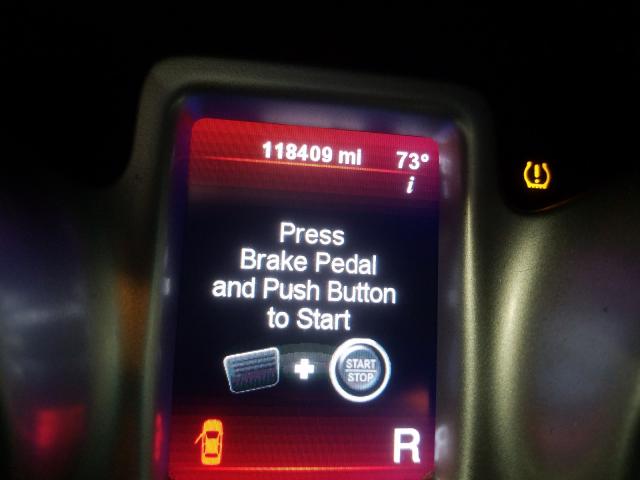 118409 mi 73°
i
Press
Brake Pedal
and Push Button
to Start
START
STOP
R